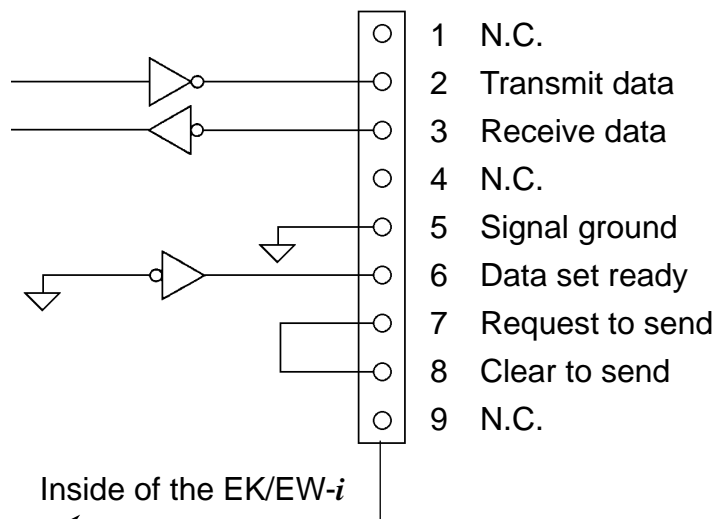 1 N.C.
2 Transmit data
3 Receive data
4 N.C.
5 Signal ground
6 Data set ready
7 Request to send
8 Clear to send
9 N.C.
Inside of the EK/EW-i